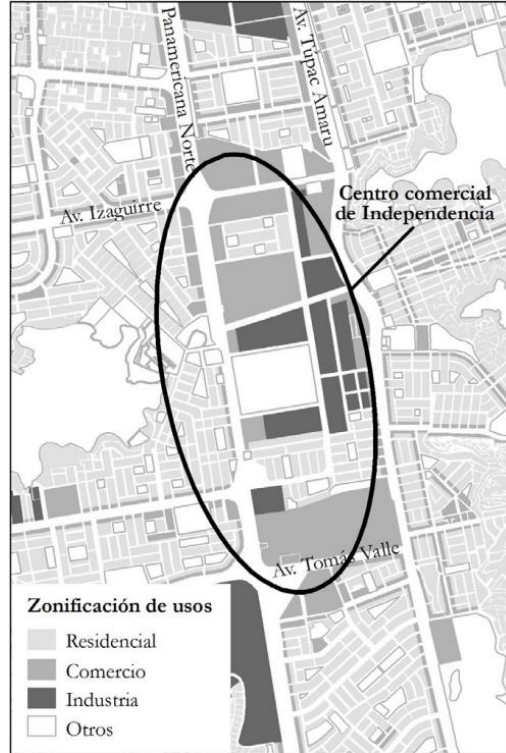 Panamericana Norte
Av. Túpac Amaru
Av. Izaguirre
Centro comercial
de Independencia
Av. Tomás Valle
Zonificación de usos
Residencial
Comercio
Industria
Otros